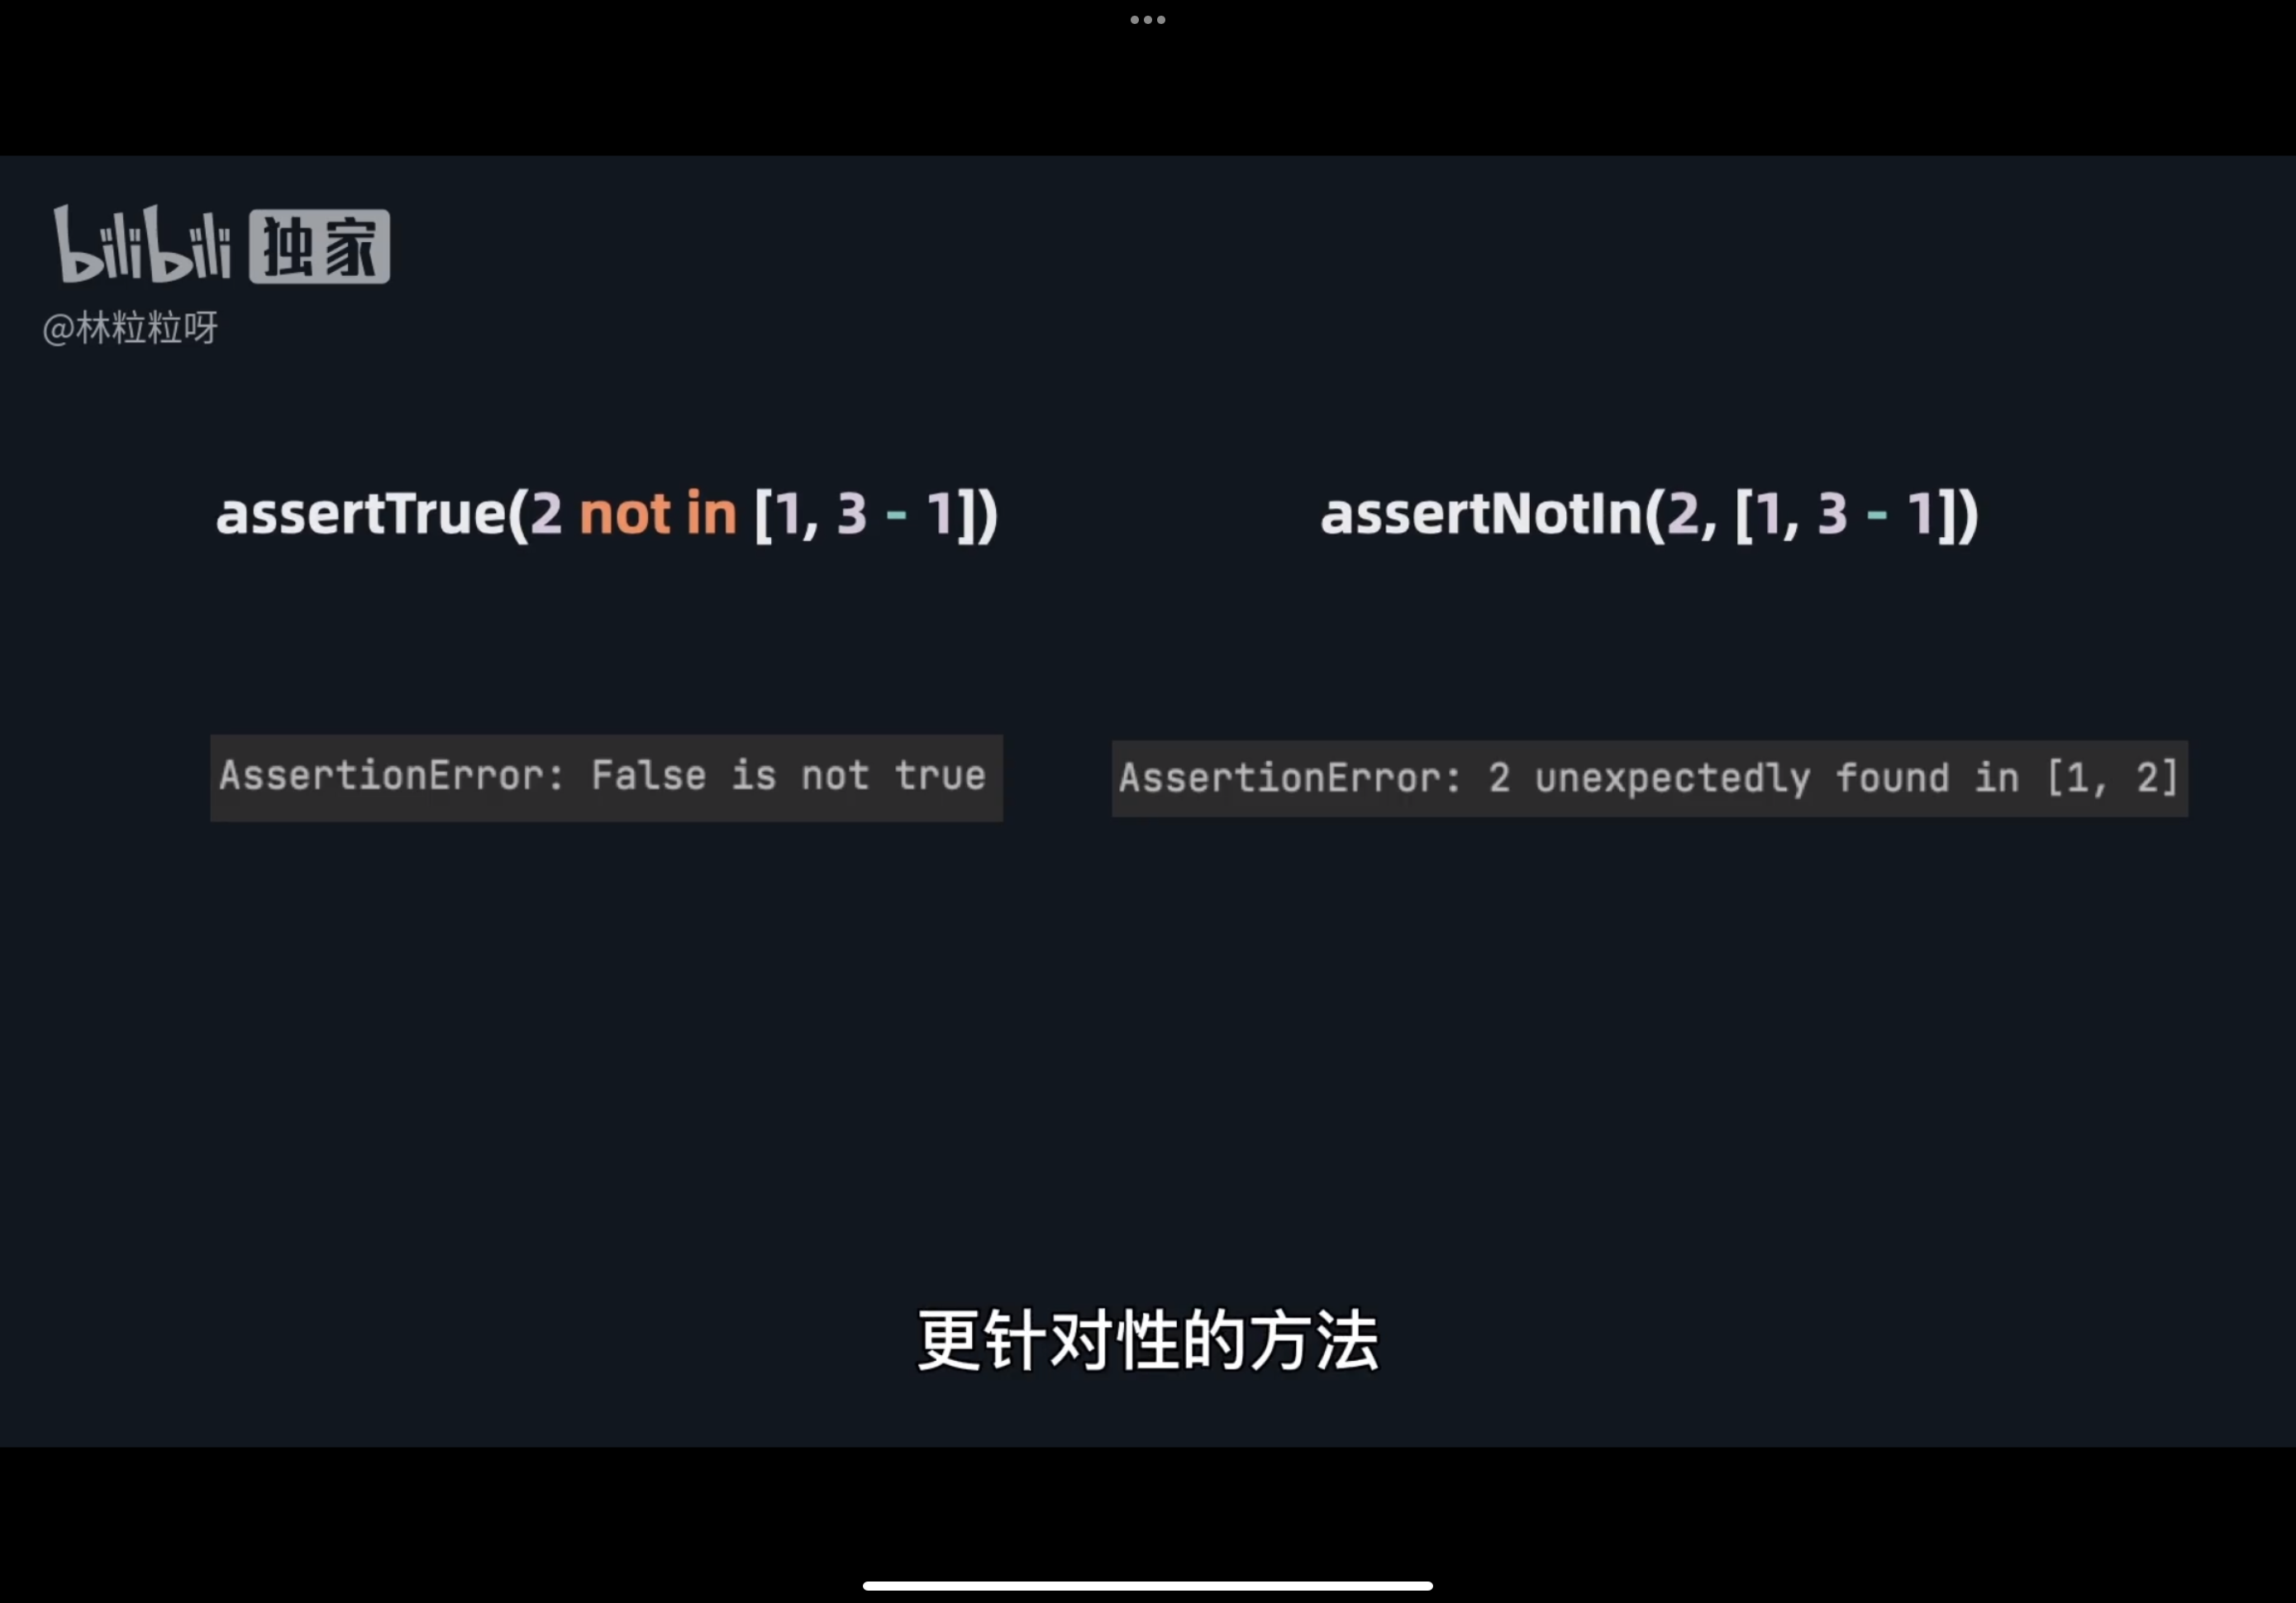 bilibili 独家
@林粒粒呀
assertTrue(2 not in [1, 3 - 1])
assertNotIn(2, [1, 3 - 1])
AssertionError: False is not true
AssertionError: 2 unexpectedly found in [1, 2]
更针对性的方法